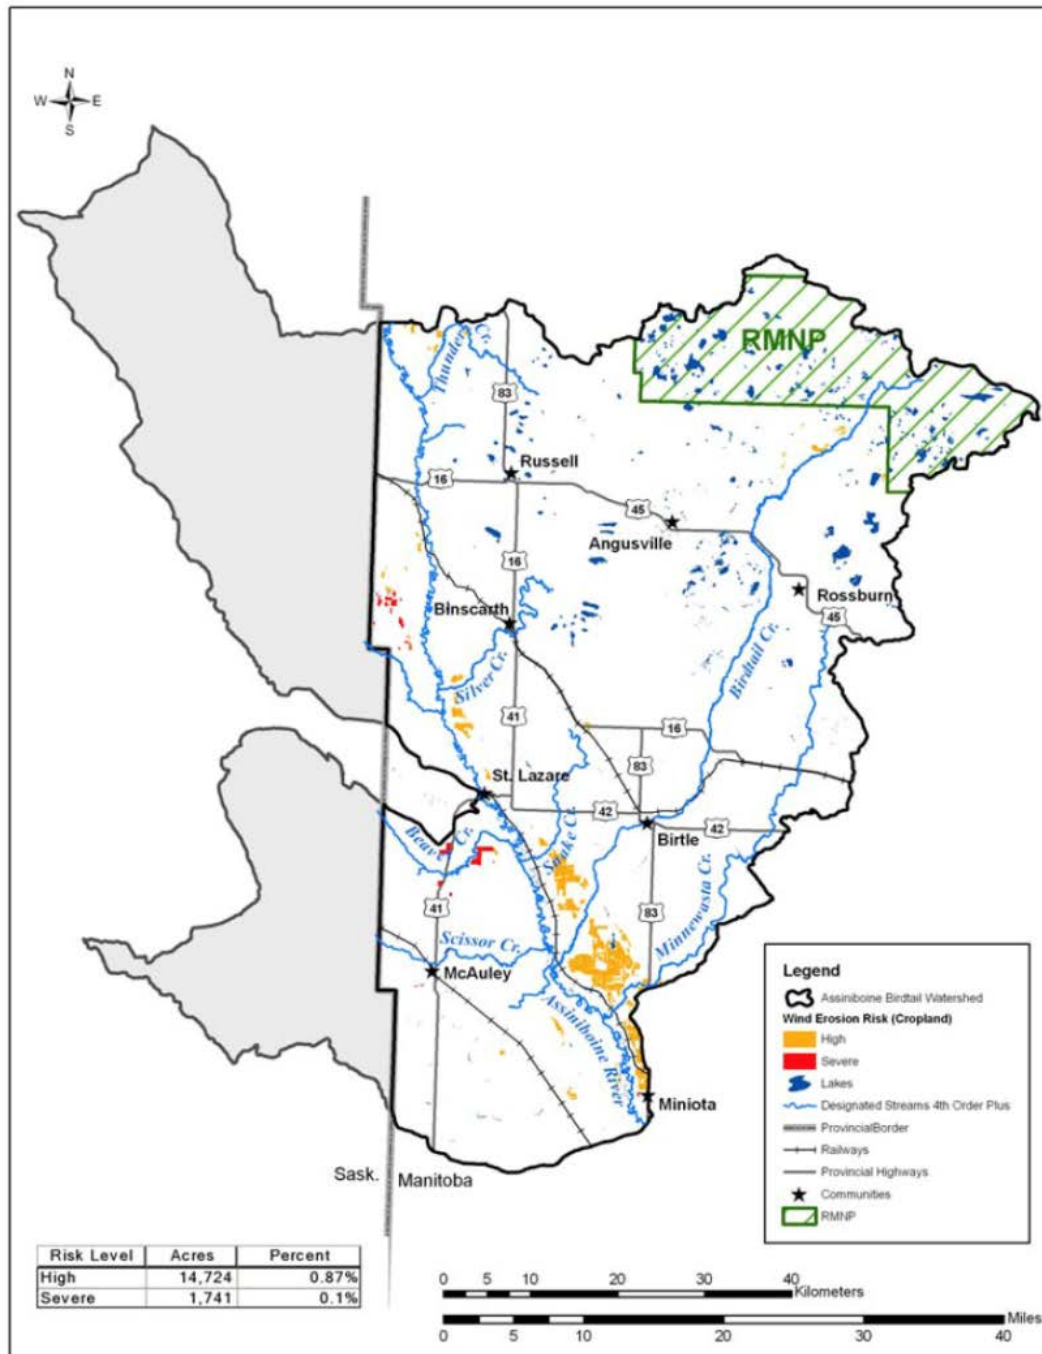 N
W E
S
RMNP
Thunder Cr.
83
Russell
16
45
Angusville
16
Rossburn
45
Binscarth
Birdtail Cr.
Silver Cr.
41
16
83
St. Lazare
42
Birtle
42
Beaver Cr.
Snake Cr.
Minnewasta Cr.
41
83
Scissor Cr.
McAuley
Assiniboine River
Miniota
Sask. Manitoba
Legend
Assiniboine Birdtail Watershed
Wind Erosion Risk (Cropland)
High
Severe
Lakes
Designated Streams 4th Order Plus
ProvincialBorder
Railways
Provincial Highways
Communities
RMNP
Risk Level Acres Percent
High 14,724 0.87%
Severe 1,741 0.1%
0 5 10 20 30 40
Kilometers
Miles
0 5 10 20 30 40